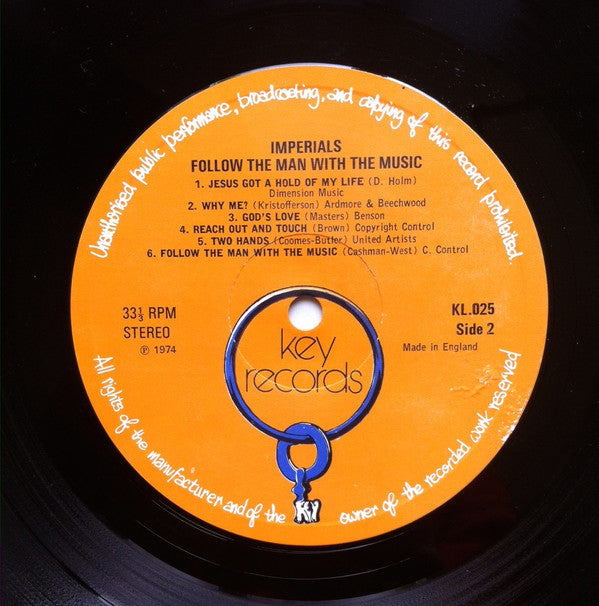 Unauthorised public performance, broadcasting, and copying of this record prohibited.
IMPERIALS
FOLLOW THE MAN WITH THE MUSIC
1. JESUS GOT A HOLD OF MY LIFE (D. Holm)
Dimension Music
2. WHY ME? (Kristofferson) Ardmore & Beechwood
3. GOD'S LOVE (Masters) Benson
4. REACH OUT AND TOUCH (Brown) Copyright Control
5. TWO HANDS (Coomes-Butler) United Artists
6. FOLLOW THE MAN WITH THE MUSIC (Cashman-West) C. Control
33⅓ RPM
STEREO
℗ 1974
KL.025
Side 2
Made in England
key
records
All rights of the manufacturer and of the owner of the recorded work reserved